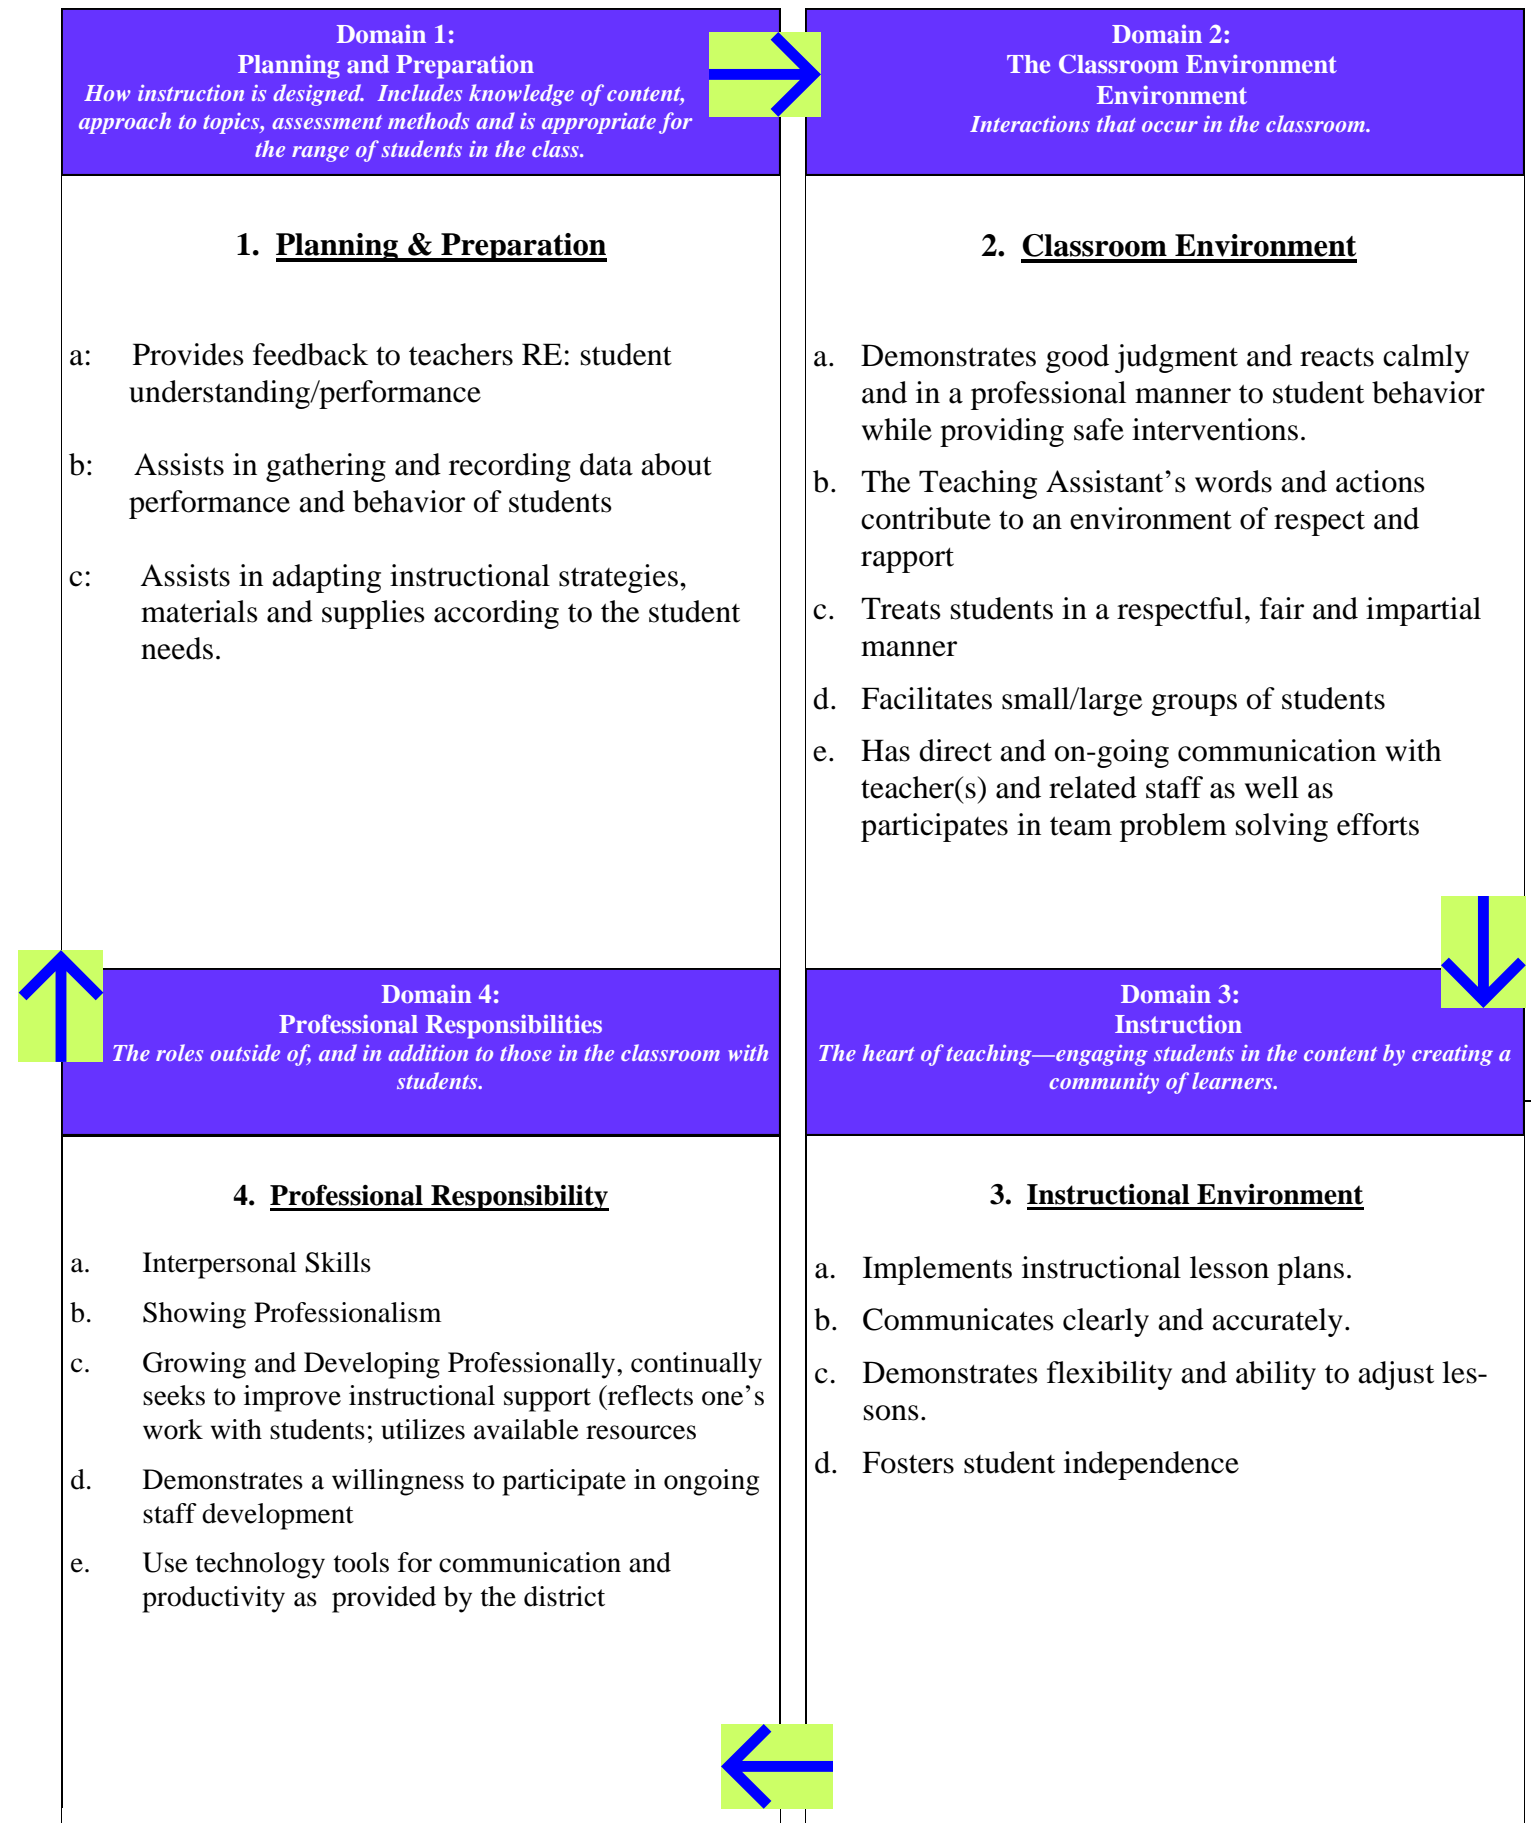 Domain 1:
Planning and Preparation
How instruction is designed.  Includes knowledge of content,
approach to topics, assessment methods and is appropriate for
the range of students in the class.
1.  Planning & Preparation
a:     Provides feedback to teachers RE: student
understanding/performance
b:     Assists in gathering and recording data about
performance and behavior of students
c:      Assists in adapting instructional strategies,
materials and supplies according to the student
needs.
Domain 2:
The Classroom Environment
Environment
Interactions that occur in the classroom.
2.  Classroom Environment
a.   Demonstrates good judgment and reacts calmly
and in a professional manner to student behavior
while providing safe interventions.
b.   The Teaching Assistant’s words and actions
contribute to an environment of respect and
rapport
c.   Treats students in a respectful, fair and impartial
manner
d.   Facilitates small/large groups of students
e.   Has direct and on-going communication with
teacher(s) and related staff as well as
participates in team problem solving efforts
Domain 4:
Professional Responsibilities
The roles outside of, and in addition to those in the classroom with
students.
4.  Professional Responsibility
a.       Interpersonal Skills
b.       Showing Professionalism
c.       Growing and Developing Professionally, continually
seeks to improve instructional support (reflects one’s
work with students; utilizes available resources
d.       Demonstrates a willingness to participate in ongoing
staff development
e.       Use technology tools for communication and
productivity as  provided by the district
Domain 3:
Instruction
The heart of teaching—engaging students in the content by creating a
community of learners.
3.  Instructional Environment
a.   Implements instructional lesson plans.
b.   Communicates clearly and accurately.
c.   Demonstrates flexibility and ability to adjust les-
sons.
d.   Fosters student independence